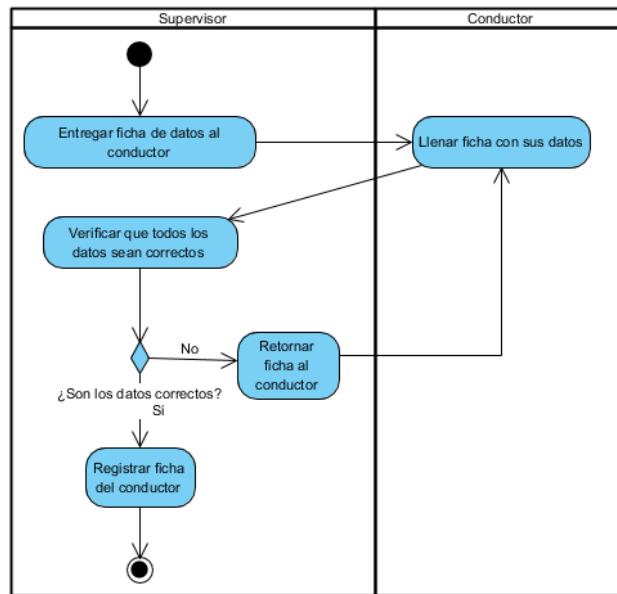 Supervisor
Conductor
Entregar ficha de datos al
conductor
Llenar ficha con sus datos
Verificar que todos los
datos sean correctos
No
Retornar
ficha al
conductor
¿Son los datos correctos?
Si
Registrar ficha
del conductor